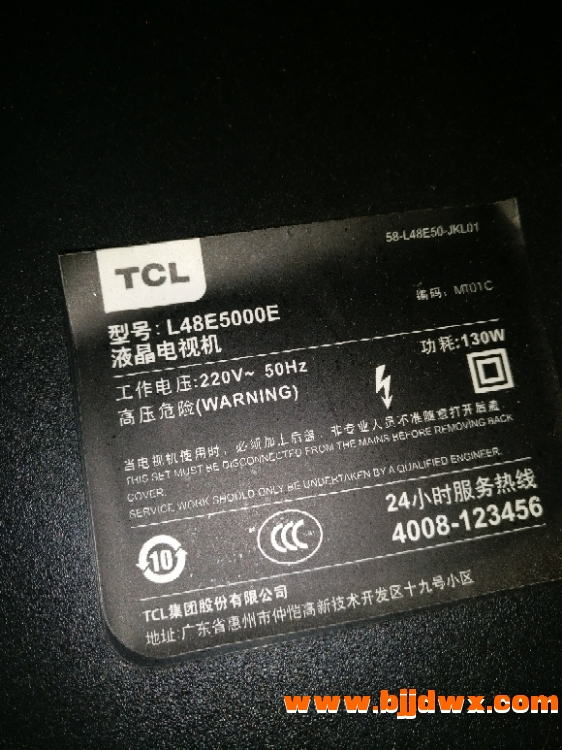 58-L48E50-JKL01
TCL
编码: MT01C
型号: L48E5000E
液晶电视机
功耗:130W
工作电压:220V~ 50Hz
高压危险(WARNING)
当电视机使用时，必须加上后盖，非专业人员不准随意打开后盖
THIS SET MUST BE DISCONNECTED FROM THE MAINS BEFORE REMOVING BACK
COVER.
SERVICE WORK SHOULD ONLY BE UNDERTAKEN BY A QUALIFIED ENGINEER.
24小时服务热线
4008-123456
10
CCC
TCL集团股份有限公司
地址:广东省惠州市仲恺高新技术开发区十九号小区
www.bjjdwx.com